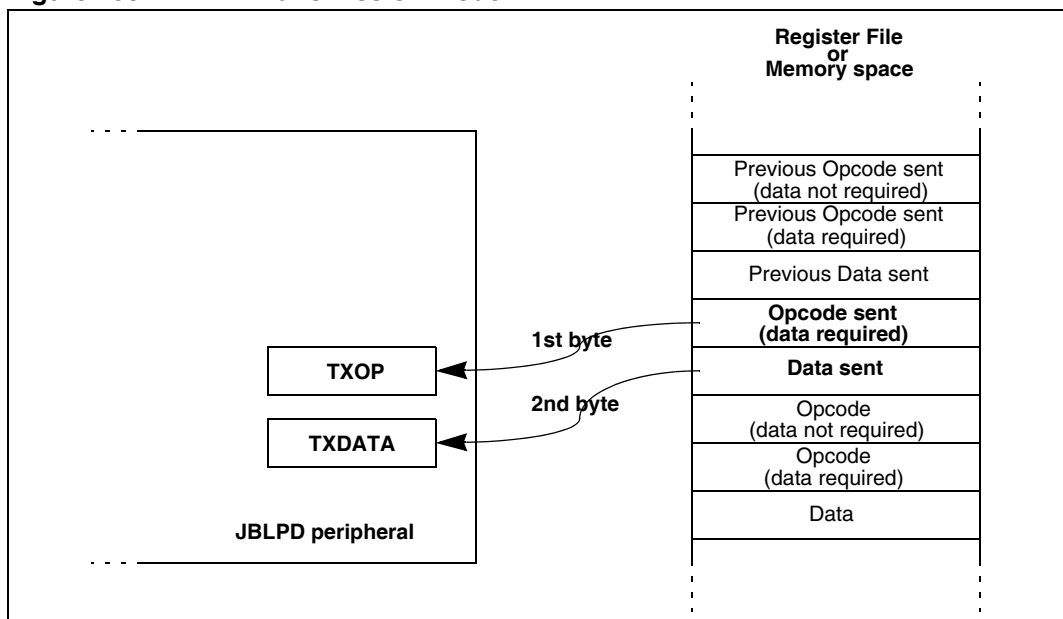 Register File
or
Memory space
Previous Opcode sent
(data not required)
Previous Opcode sent
(data required)
Previous Data sent
Opcode sent
(data required)
1st byte
TXOP
Data sent
2nd byte
TXDATA
Opcode
(data not required)
Opcode
(data required)
Data
JBLPD peripheral